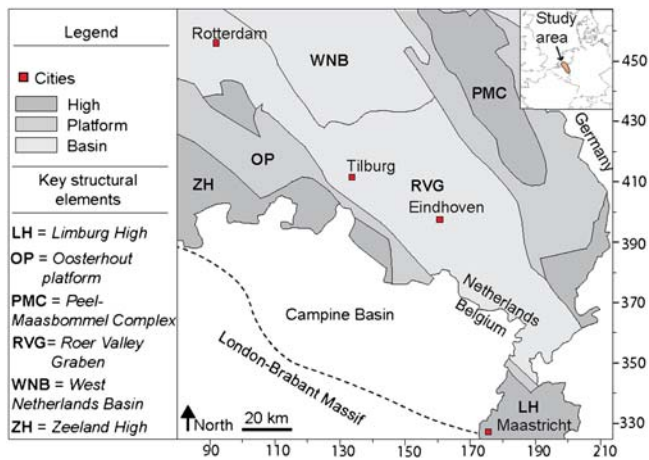 Legend
Cities
High
Platform
Basin
Key structural
elements
LH = Limburg High
OP = Oosterhout
platform
PMC = Peel-
Maasbommel Complex
RVG= Roer Valley
Graben
WNB = West
Netherlands Basin
ZH = Zeeland High
Rotterdam
WNB
Study
area
PMC
Germany
OP
Tilburg
RVG
ZH
Eindhoven
Netherlands
Belgium
Campine Basin
London-Brabant Massif
LH
Maastricht
North
20 km
450
430
410
390
370
350
330
90
110
130
150
170
190
210